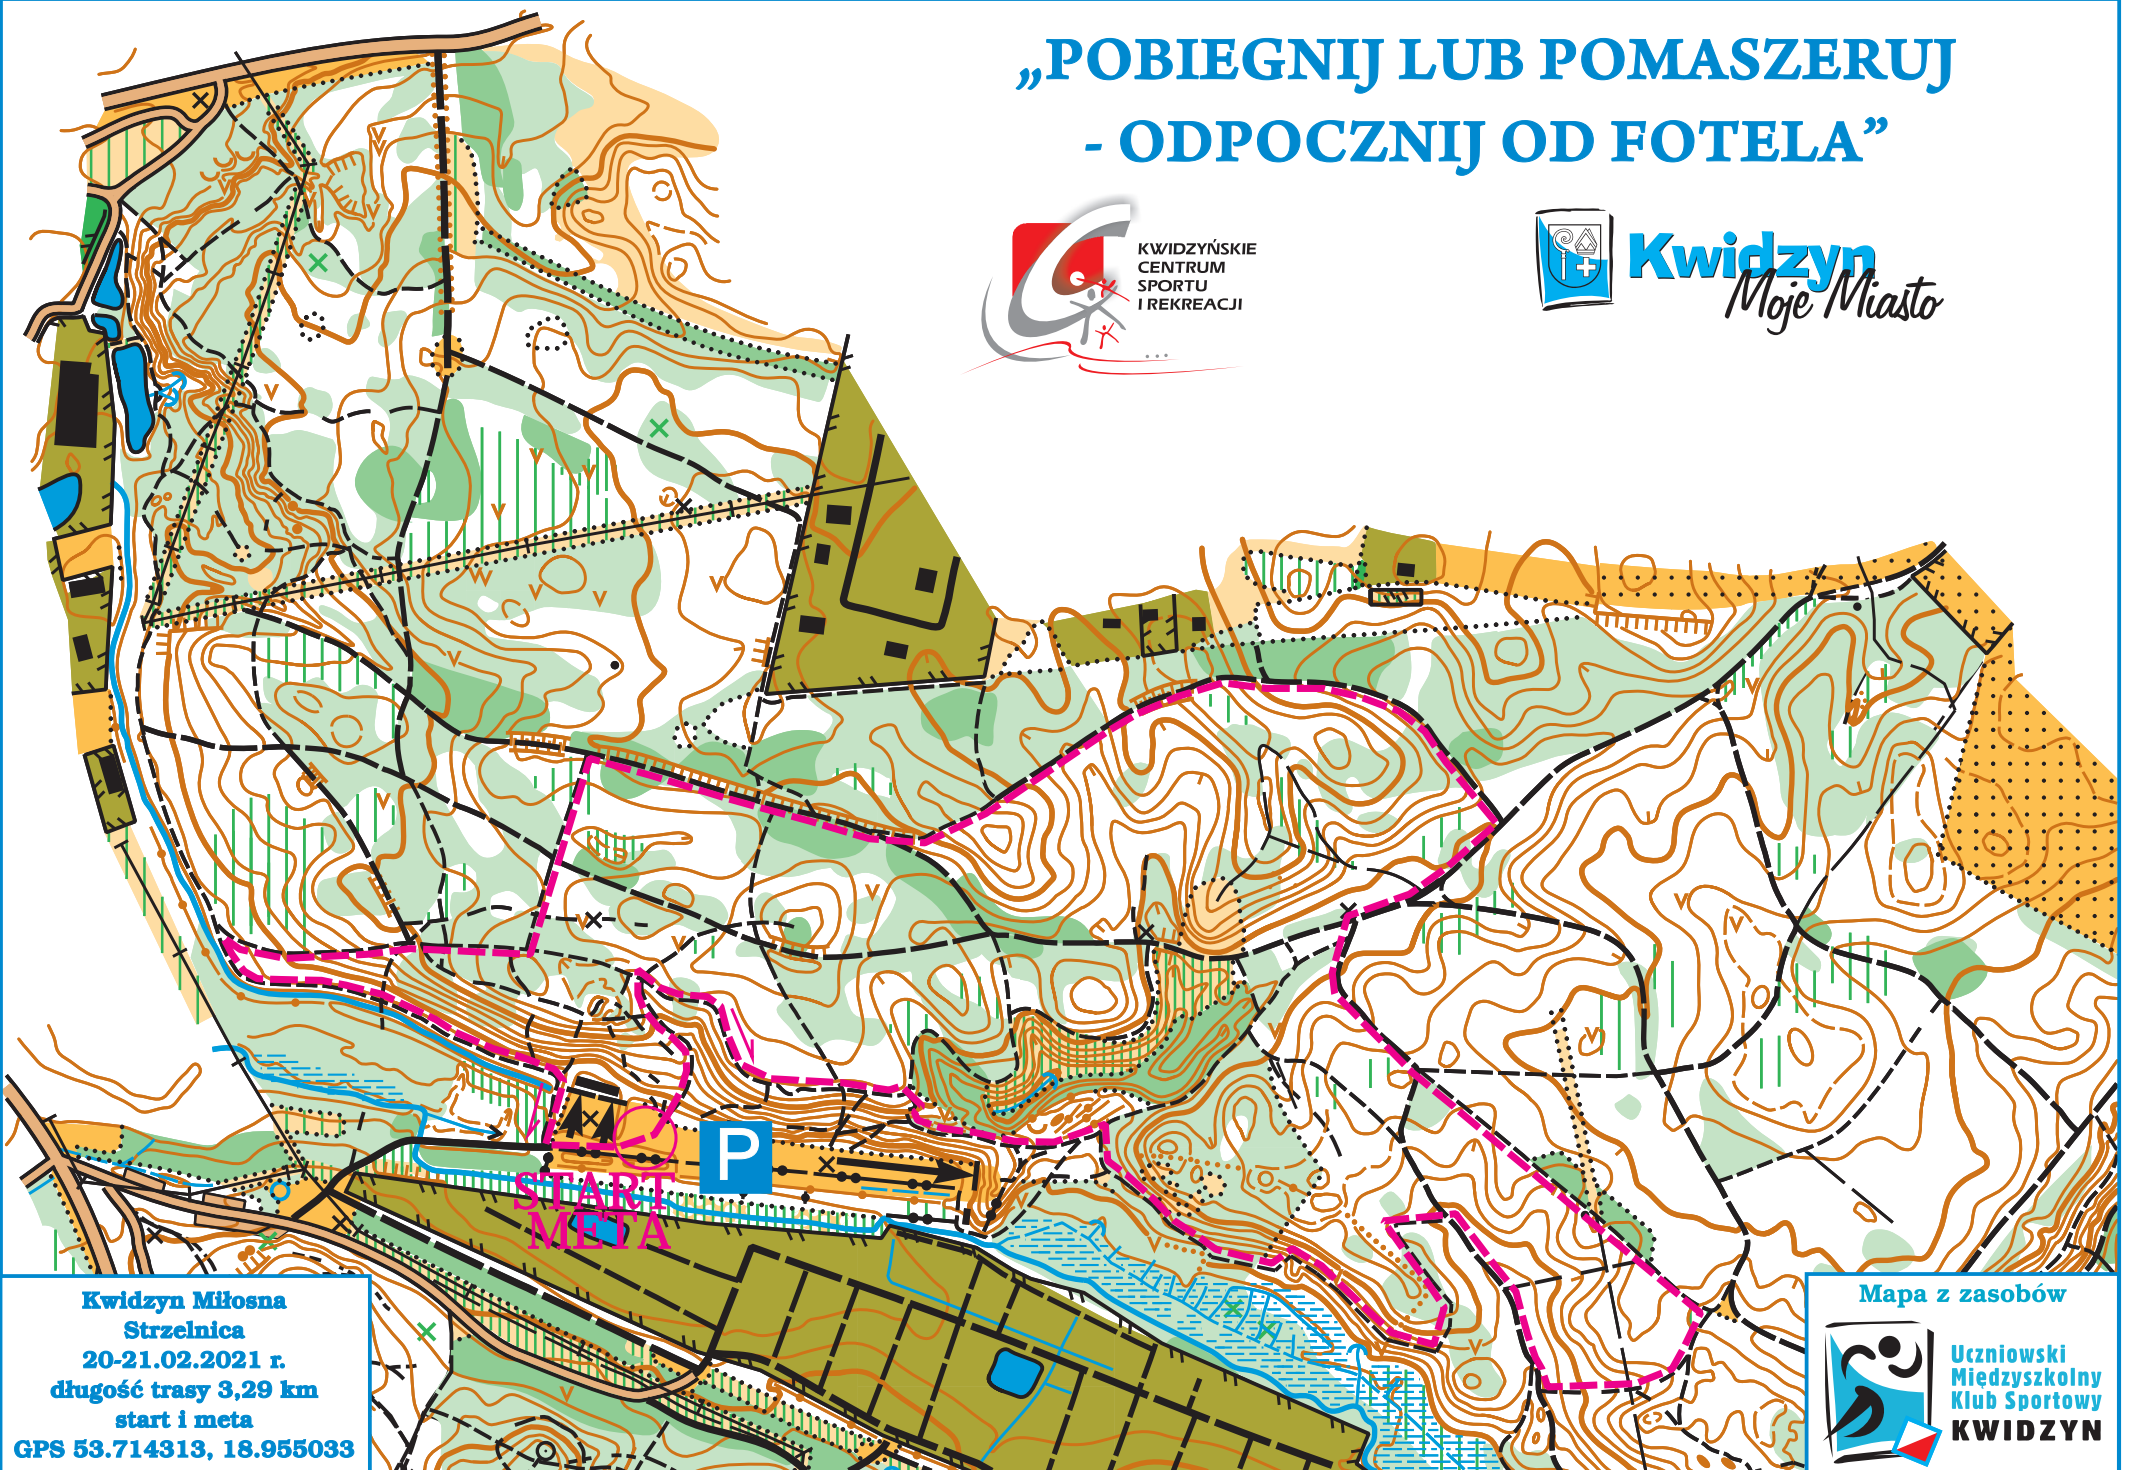 „POBIEGNIJ LUB POMASZERUJ
- ODPOCZNIJ OD FOTELA”
KWIDZYŃSKIE
CENTRUM
SPORTU
I REKREACJI
Kwidzyn
Moje Miasto
P
START
META
Kwidzyn Miłosna
Strzelnica
20-21.02.2021 r.
długość trasy 3,29 km
start i meta
GPS 53.714313, 18.955033
Mapa z zasobów
Uczniowski
Międzyszkolny
Klub Sportowy
KWIDZYN